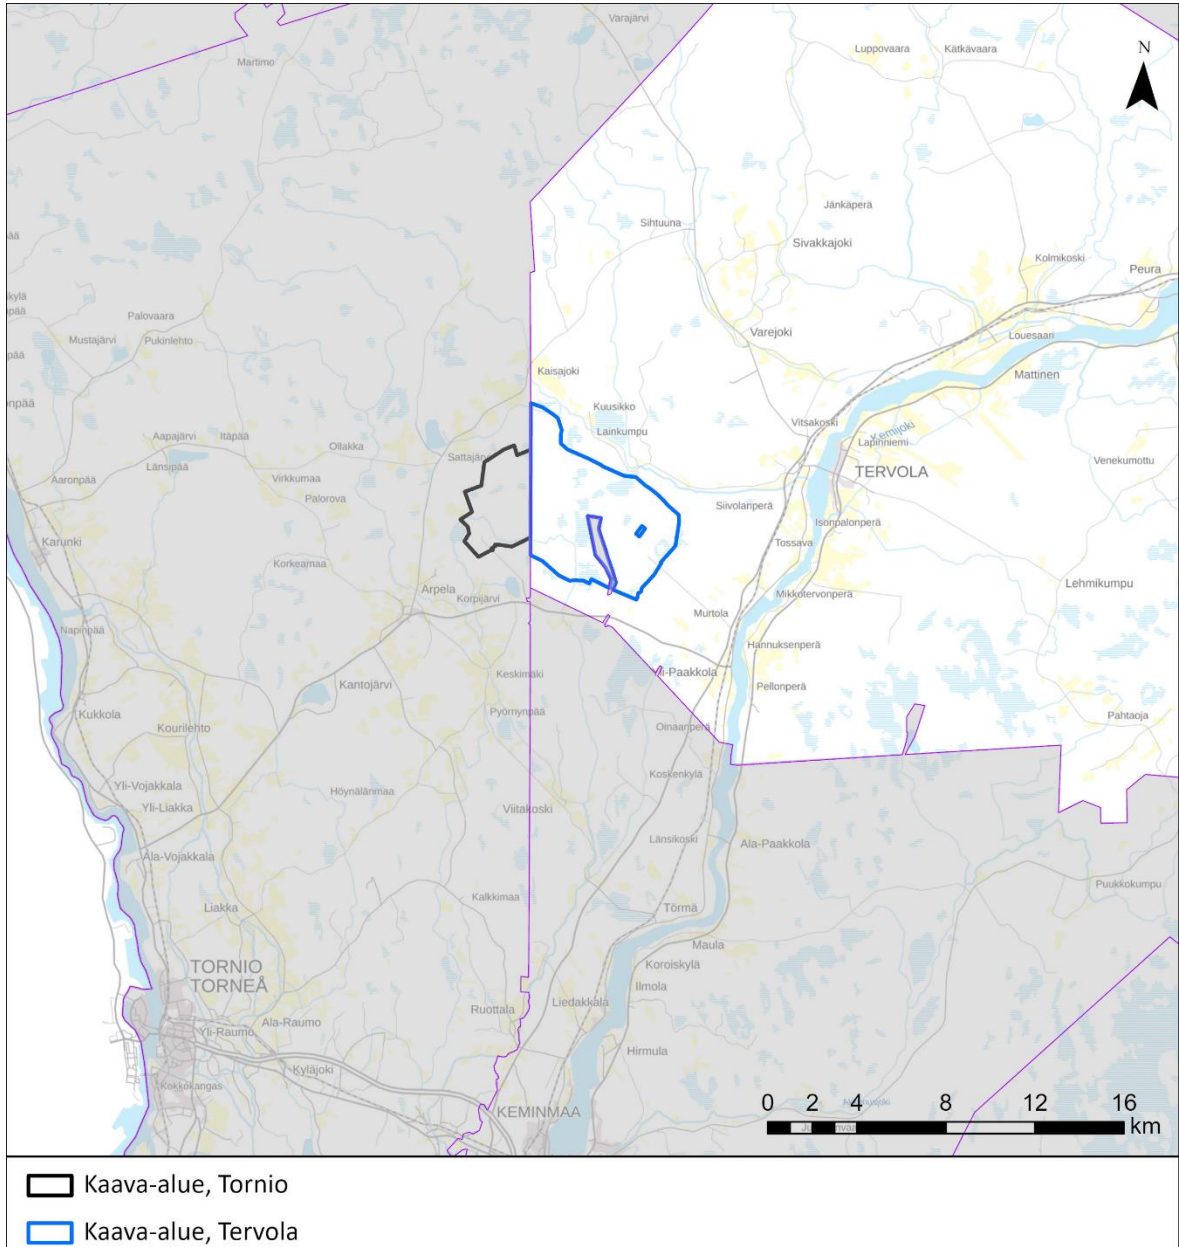 Varajärvi
Luppovaara
Kätkävaara
N
Martimo
Jänkäperä
Sihtuuna
Sivakkajoki
Kolmikoski
Peura
Palovaara
Mustajärvi
Pukinlehto
Varejoki
Louesaari
Mattinen
Kaisajoki
Kuusikko
Lainkumpu
Vitsakoski
Kemijoki
Lapinniemi
Aapajärvi
Itäpää
Ollakka
Sattajärvi
Länsipää
Aaronpää
Virkkumaa
Palorova
TERVOLA
Venekumottu
Siivolanperä
Isonpalonperä
Karunki
Tossava
Korkeamaa
Arpela
Korpijärvi
Lehmikumpu
Mikkotervonperä
Murtola
Napinpää
Hannuksenperä
Keskimäki
Yli-Paakkola
Kantojärvi
Pellonperä
Kukkola
Kourilehto
Pyörnynpää
Oinaanperä
Pahtaoja
Koskenkylä
Yli-Vojakkala
Yli-Liakka
Höynälänmaa
Viitakoski
Länsikoski
Ala-Paakkola
Ala-Vojakkala
Puukkokumpu
Kalkkimaa
Liakka
Törmä
Maula
Koroiskylä
TORNIO
TORNEÅ
Ilmola
Ruottala
Liedakkala
Ala-Raumo
Yli-Raumo
Hirmula
Kyläjoki
Kokkokangas
KEMINMAA
0 2 4 8 12 16
km
Kaava-alue, Tornio
Kaava-alue, Tervola